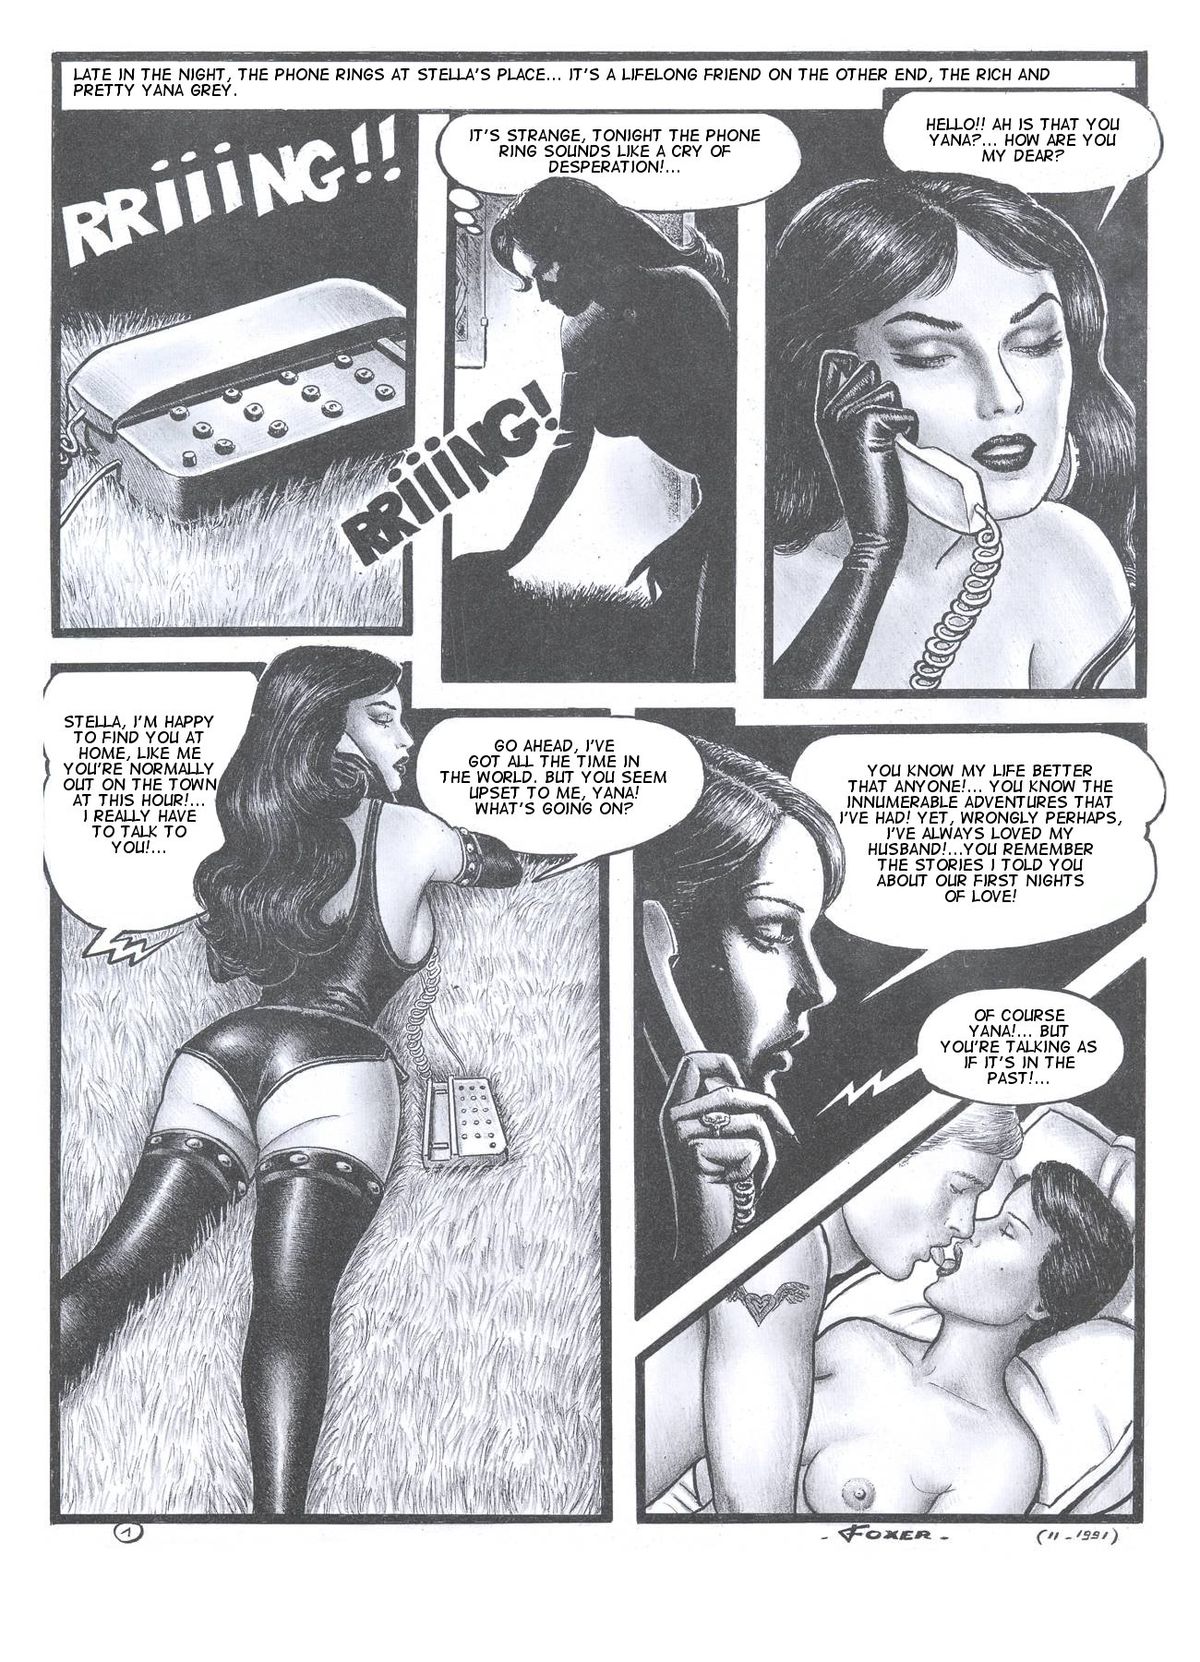 LATE IN THE NIGHT, THE PHONE RINGS AT STELLA'S PLACE... IT'S A LIFELONG FRIEND ON THE OTHER END, THE RICH AND
PRETTY YANA GREY.
RRiiiNG!!
IT'S STRANGE, TONIGHT THE PHONE
RING SOUNDS LIKE A CRY OF
DESPERATION!...
RRiiiiNG!
HELLO!! AH IS THAT YOU
YANA?... HOW ARE YOU
MY DEAR?
STELLA, I'M HAPPY
TO FIND YOU AT
HOME, LIKE ME
YOU'RE NORMALLY
OUT ON THE TOWN
AT THIS HOUR!...
I REALLY HAVE
TO TALK TO
YOU!...
GO AHEAD, I'VE
GOT ALL THE TIME IN
THE WORLD. BUT YOU SEEM
UPSET TO ME, YANA!
WHAT'S GOING ON?
YOU KNOW MY LIFE BETTER
THAT ANYONE!... YOU KNOW THE
INNUMERABLE ADVENTURES THAT
I'VE HAD! YET, WRONGLY PERHAPS,
I'VE ALWAYS LOVED MY
HUSBAND!...YOU REMEMBER
THE STORIES I TOLD YOU
ABOUT OUR FIRST NIGHTS
OF LOVE!
OF COURSE
YANA!... BUT
YOU'RE TALKING AS
IF IT'S IN THE
PAST!...
1
- FOXER -
(11-1991)